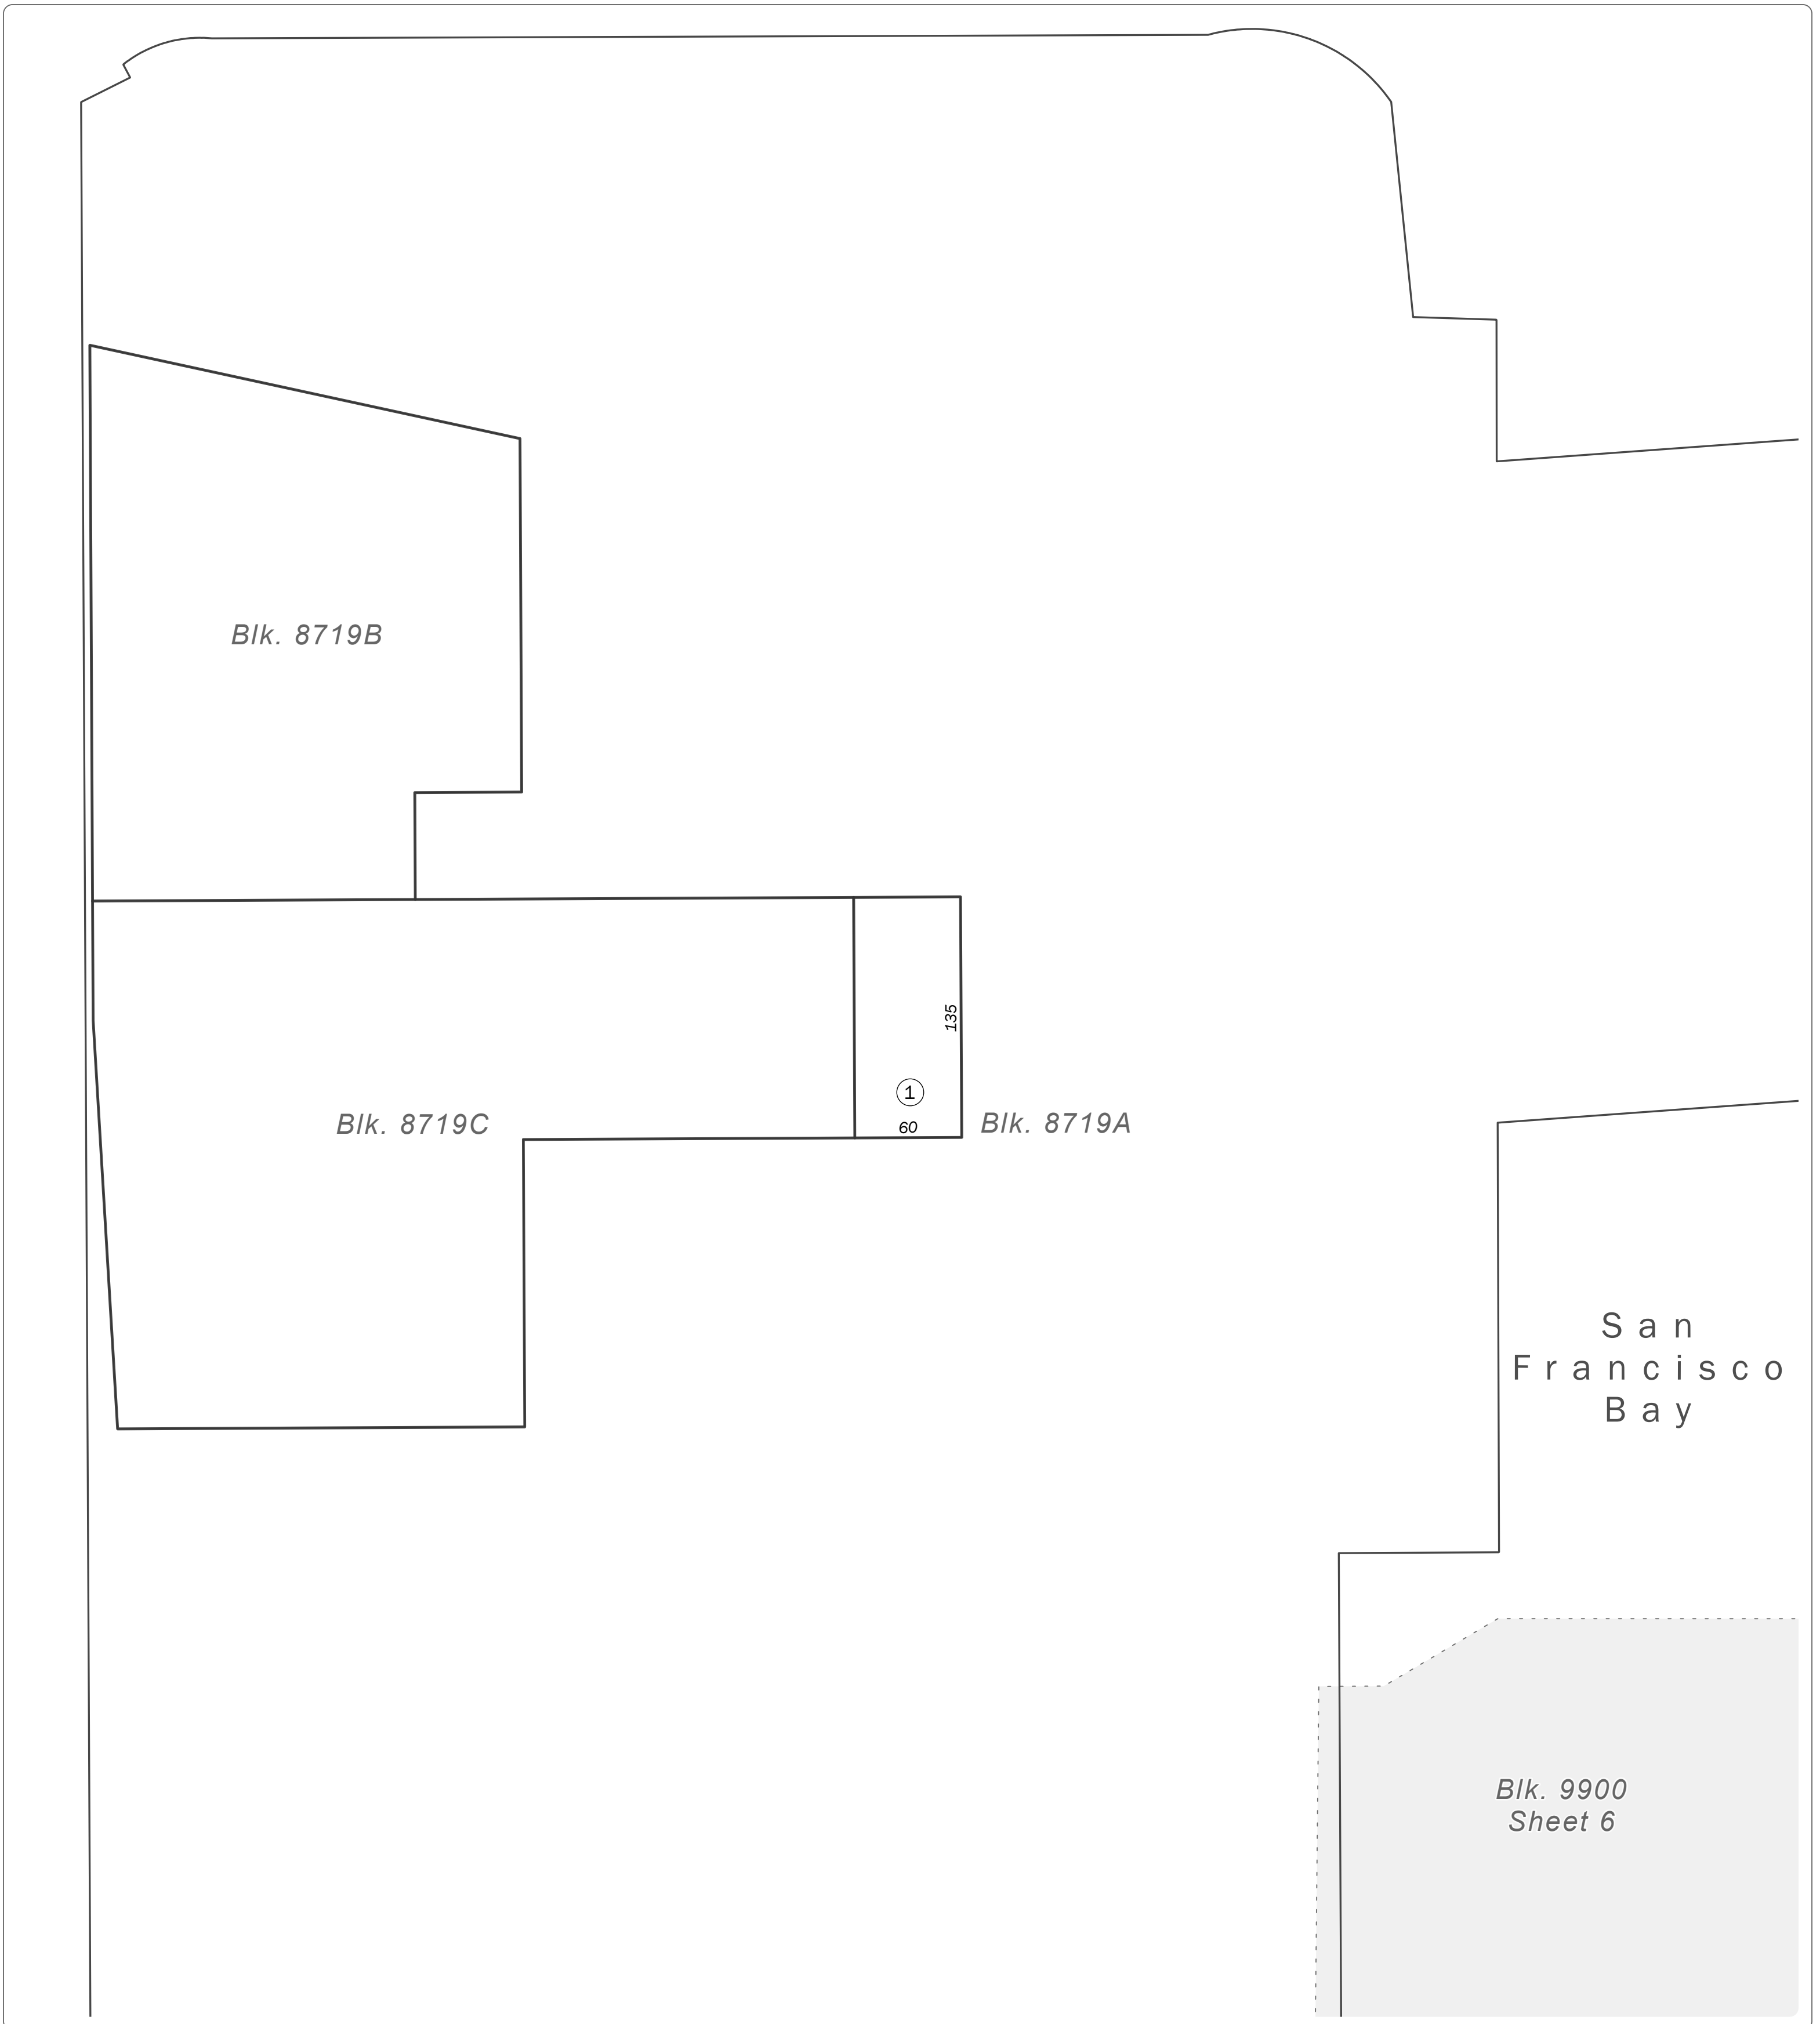 Blk. 8719B
135
1
Blk. 8719C
60
Blk. 8719A
San
Francisco
Bay
Blk. 9900
Sheet 6